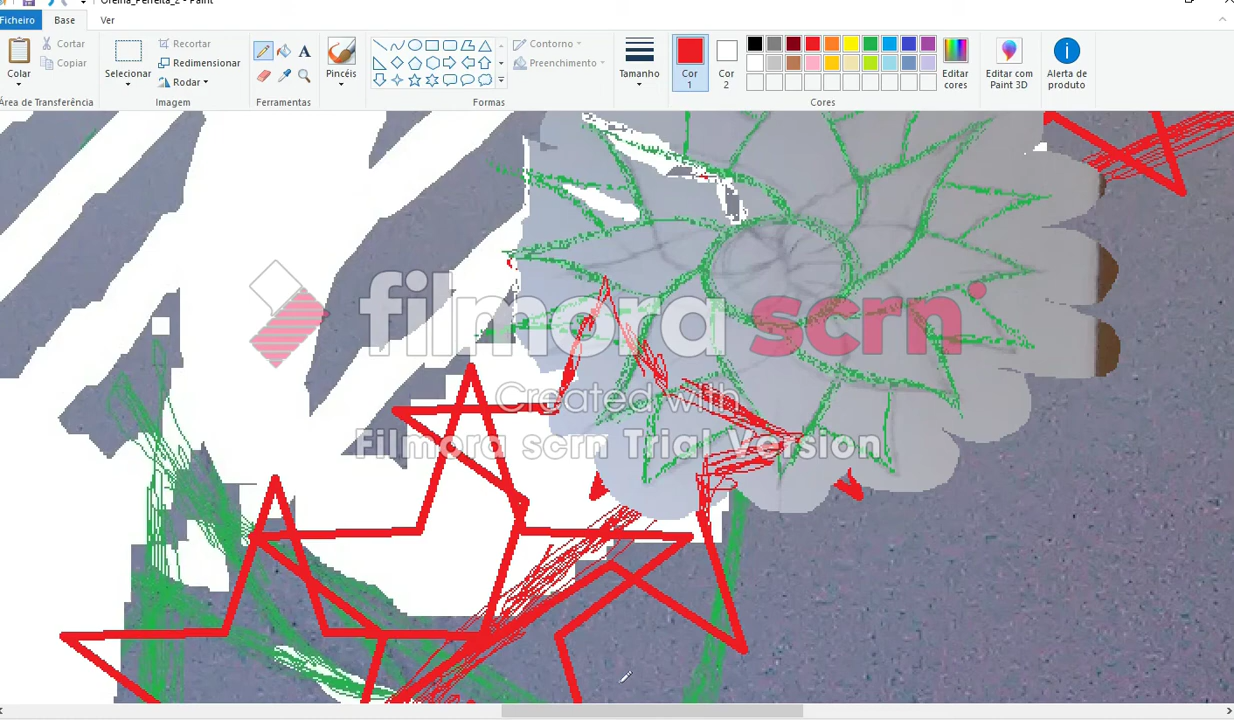 Orelha_Perfeita_2 - Paint
Ficheiro Base Ver
Colar
Cortar
Copiar
Área de Transferência
Selecionar
Recortar
Redimensionar
Rodar
Imagem
A
Ferramentas
Pincéis
Contorno
Preenchimento
Formas
Tamanho
Cor 1
Cor 2
Cores
Editar cores
Editar com Paint 3D
Alerta de produto
filmora scrn
Created with
Filmora scrn Trial Version